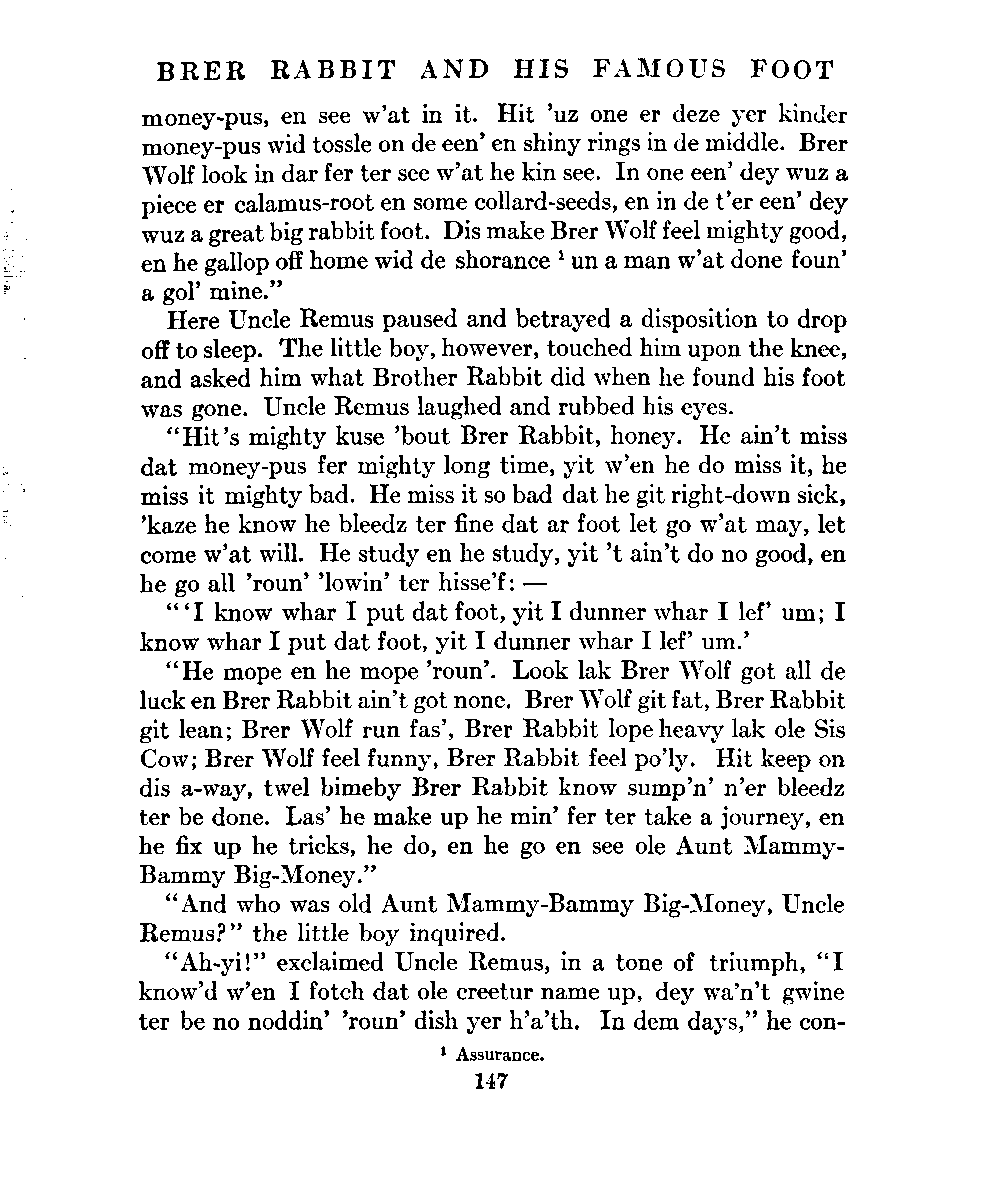 BRER RABBIT AND HIS FAMOUS FOOT
money-pus, en see w'at in it. Hit 'uz one er deze yer kinder
money-pus wid tossle on de een' en shiny rings in de middle. Brer
Wolf look in dar fer ter see w'at he kin see. In one een' dey wuz a
piece er calamus-root en some collard-seeds, en in de t'er een' dey
wuz a great big rabbit foot. Dis make Brer Wolf feel mighty good,
en he gallop off home wid de shorance ¹ un a man w'at done foun'
a gol' mine."
Here Uncle Remus paused and betrayed a disposition to drop
off to sleep. The little boy, however, touched him upon the knee,
and asked him what Brother Rabbit did when he found his foot
was gone. Uncle Remus laughed and rubbed his eyes.
"Hit's mighty kuse 'bout Brer Rabbit, honey. He ain't miss
dat money-pus fer mighty long time, yit w'en he do miss it, he
miss it mighty bad. He miss it so bad dat he git right-down sick,
'kaze he know he bleedz ter fine dat ar foot let go w'at may, let
come w'at will. He study en he study, yit 't ain't do no good, en
he go all 'roun' 'lowin' ter hisse'f: —
"'I know whar I put dat foot, yit I dunner whar I lef' um; I
know whar I put dat foot, yit I dunner whar I lef' um.'
"He mope en he mope 'roun'. Look lak Brer Wolf got all de
luck en Brer Rabbit ain't got none. Brer Wolf git fat, Brer Rabbit
git lean; Brer Wolf run fas', Brer Rabbit lope heavy lak ole Sis
Cow; Brer Wolf feel funny, Brer Rabbit feel po'ly. Hit keep on
dis a-way, twel bimeby Brer Rabbit know sump'n' n'er bleedz
ter be done. Las' he make up he min' fer ter take a journey, en
he fix up he tricks, he do, en he go en see ole Aunt Mammy-
Bammy Big-Money."
"And who was old Aunt Mammy-Bammy Big-Money, Uncle
Remus?" the little boy inquired.
"Ah-yi!" exclaimed Uncle Remus, in a tone of triumph, "I
know'd w'en I fotch dat ole creetur name up, dey wa'n't gwine
ter be no noddin' 'roun' dish yer h'a'th. In dem days," he con-
¹ Assurance.
147